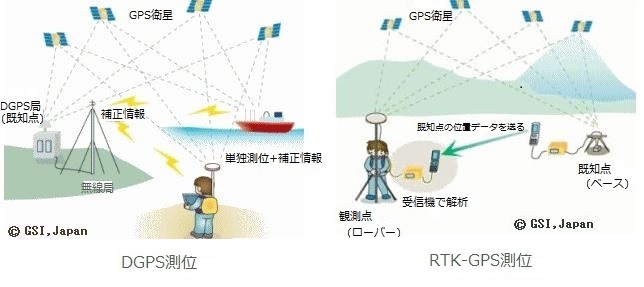 GPS衛星
DGPS局
(既知点)
補正情報
単独測位+補正情報
無線局
© GSI,Japan
DGPS測位
GPS衛星
既知点の位置データを送る
既知点
(ベース)
受信機で解析
観測点
(ローバー)
© GSI,Japan
RTK-GPS測位